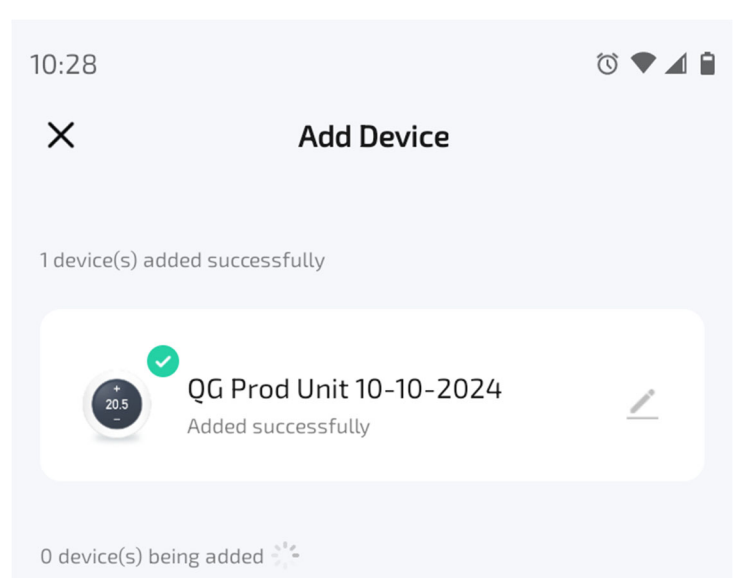 10:28
Add Device
1 device(s) added successfully
+
20.5
−
QG Prod Unit 10-10-2024
Added successfully
0 device(s) being added